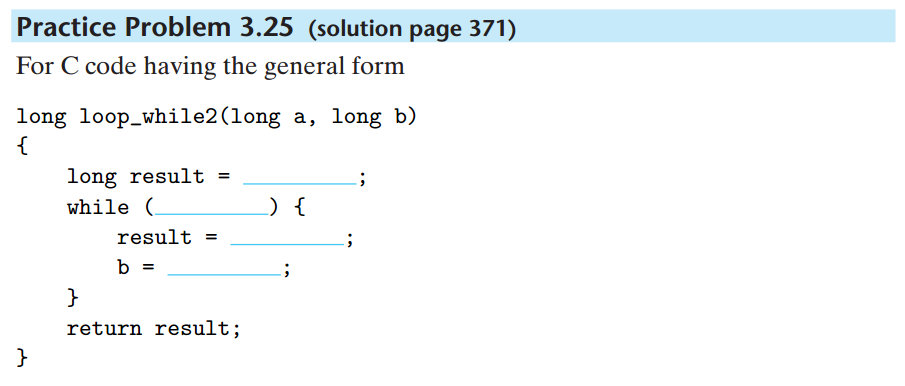 Practice Problem 3.25 (solution page 371)
For C code having the general form
long loop_while2(long a, long b)
{
    long result = __________;
    while (__________) {
        result = __________;
        b = __________;
    }
    return result;
}